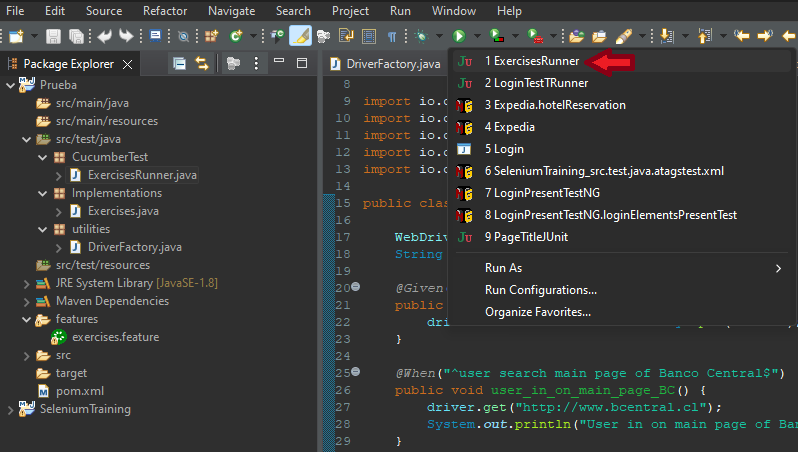 File Edit Source Refactor Navigate Search Project Run Window Help
Package Explorer
Prueba
src/main/java
src/main/resources
src/test/java
CucumberTest
ExercisesRunner.java
Implementations
Exercises.java
utilities
DriverFactory.java
src/test/resources
JRE System Library [JavaSE-1.8]
Maven Dependencies
features
exercises.feature
src
target
pom.xml
SeleniumTraining
DriverFactory.java
8
9 import io.c
10 import io.c
11 import io.c
12 import io.c
13 import io.c
14
15 public clas
16
17 WebDriv
18 String
19
20 @Given
21 public
22 driv
23 }
24
25 @When("^user search main page of Banco Central$")
26 public void user_in_on_main_page_BC() {
27 driver.get("http://www.bcentral.cl");
28 System.out.println("User in on main page of Ban
29 }
1 ExercisesRunner
2 LoginTestTRunner
3 Expedia.hotelReservation
4 Expedia
5 Login
6 SeleniumTraining_src.test.java.atagstest.xml
7 LoginPresentTestNG
8 LoginPresentTestNG.loginElementsPresentTest
9 PageTitleJUnit
Run As
Run Configurations...
Organize Favorites...